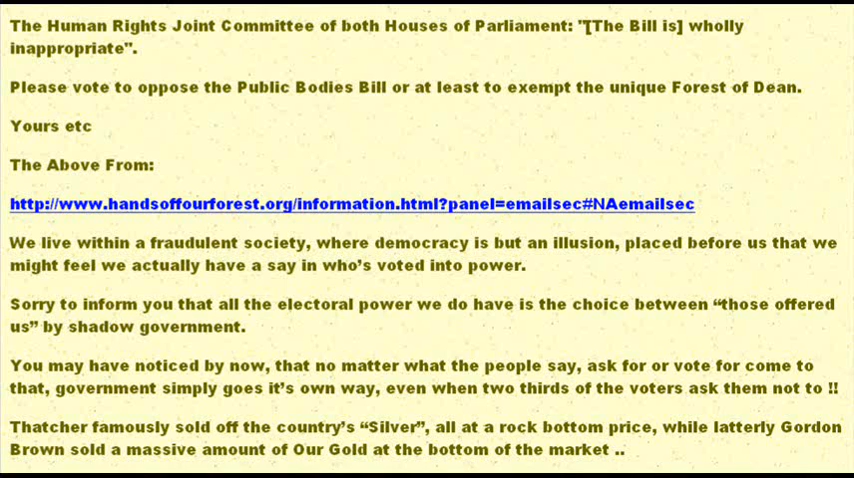 The Human Rights Joint Committee of both Houses of Parliament: "[The Bill is] wholly
inappropriate".
Please vote to oppose the Public Bodies Bill or at least to exempt the unique Forest of Dean.
Yours etc
The Above From:
http://www.handsoffourforest.org/information.html?panel=emailsec#NAemailsec
We live within a fraudulent society, where democracy is but an illusion, placed before us that we
might feel we actually have a say in who’s voted into power.
Sorry to inform you that all the electoral power we do have is the choice between “those offered
us” by shadow government.
You may have noticed by now, that no matter what the people say, ask for or vote for come to
that, government simply goes it’s own way, even when two thirds of the voters ask them not to !!
Thatcher famously sold off the country’s “Silver”, all at a rock bottom price, while latterly Gordon
Brown sold a massive amount of Our Gold at the bottom of the market ..